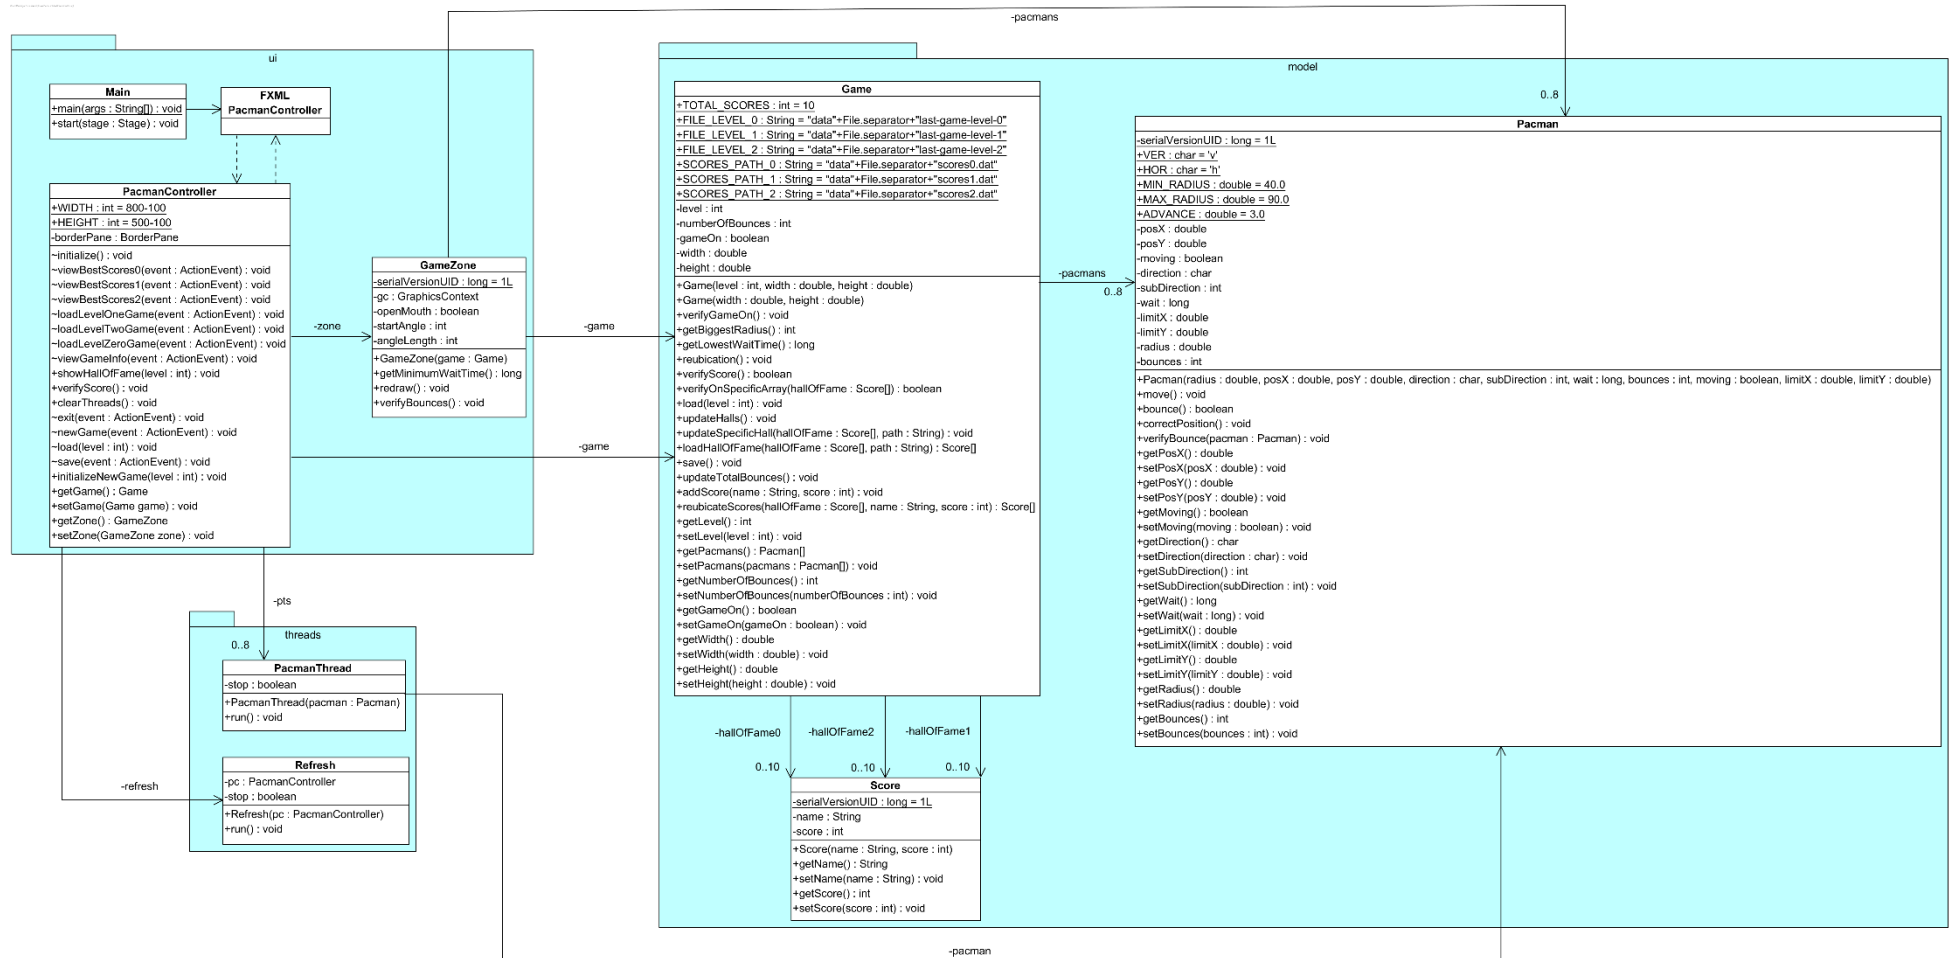 -pacmans
ui
Main
+main(args : String[]) : void
+start(stage : Stage) : void
FXML
PacmanController
PacmanController
+WIDTH : int = 800-100
+HEIGHT : int = 500-100
-borderPane : BorderPane
~initialize() : void
~viewBestScores0(event : ActionEvent) : void
~viewBestScores1(event : ActionEvent) : void
~viewBestScores2(event : ActionEvent) : void
~loadLevelOneGame(event : ActionEvent) : void
~loadLevelTwoGame(event : ActionEvent) : void
~loadLevelZeroGame(event : ActionEvent) : void
~viewGameInfo(event : ActionEvent) : void
+showHallOfFame(level : int) : void
+verifyScore() : void
+clearThreads() : void
~exit(event : ActionEvent) : void
~newGame(event : ActionEvent) : void
~load(level : int) : void
~save(event : ActionEvent) : void
+initializeNewGame(level : int) : void
+getGame() : Game
+setGame(Game game) : void
+getZone() : GameZone
+setZone(GameZone zone) : void
-zone
GameZone
-serialVersionUID : long = 1L
-gc : GraphicsContext
-openMouth : boolean
-startAngle : int
-angleLength : int
+GameZone(game : Game)
+getMinimumWaitTime() : long
+redraw() : void
+verifyBounces() : void
-game
-game
-pts
0..8
threads
PacmanThread
-stop : boolean
+PacmanThread(pacman : Pacman)
+run() : void
-refresh
Refresh
-pc : PacmanController
-stop : boolean
+Refresh(pc : PacmanController)
+run() : void
model
Game
+TOTAL_SCORES : int = 10
+FILE_LEVEL_0 : String = "data"+File.separator+"last-game-level-0"
+FILE_LEVEL_1 : String = "data"+File.separator+"last-game-level-1"
+FILE_LEVEL_2 : String = "data"+File.separator+"last-game-level-2"
+SCORES_PATH_0 : String = "data"+File.separator+"scores0.dat"
+SCORES_PATH_1 : String = "data"+File.separator+"scores1.dat"
+SCORES_PATH_2 : String = "data"+File.separator+"scores2.dat"
-level : int
-numberOfBounces : int
-gameOn : boolean
-width : double
-height : double
+Game(level : int, width : double, height : double)
+Game(width : double, height : double)
+verifyGameOn() : void
+getBiggestRadius() : int
+getLowestWaitTime() : long
+reubication() : void
+verifyScore() : boolean
+verifyOnSpecificArray(hallOfFame : Score[]) : boolean
+load(level : int) : void
+updateHalls() : void
+updateSpecificHall(hallOfFame : Score[], path : String) : void
+loadHallOfFame(hallOfFame : Score[], path : String) : Score[]
+save() : void
+updateTotalBounces() : void
+addScore(name : String, score : int) : void
+reubicateScores(hallOfFame : Score[], name : String, score : int) : Score[]
+getLevel() : int
+setLevel(level : int) : void
+getPacmans() : Pacman[]
+setPacmans(pacmans : Pacman[]) : void
+getNumberOfBounces() : int
+setNumberOfBounces(numberOfBounces : int) : void
+getGameOn() : boolean
+setGameOn(gameOn : boolean) : void
+getWidth() : double
+setWidth(width : double) : void
+getHeight() : double
+setHeight(height : double) : void
-pacmans
0..8
-hallOfFame0
-hallOfFame2
-hallOfFame1
0..10
0..10
0..10
Score
-serialVersionUID : long = 1L
-name : String
-score : int
+Score(name : String, score : int)
+getName() : String
+setName(name : String) : void
+getScore() : int
+setScore(score : int) : void
0..8
Pacman
-serialVersionUID : long = 1L
+VER : char = 'v'
+HOR : char = 'h'
+MIN_RADIUS : double = 40.0
+MAX_RADIUS : double = 90.0
+ADVANCE : double = 3.0
-posX : double
-posY : double
-moving : boolean
-direction : char
-subDirection : int
-wait : long
-limitX : double
-limitY : double
-radius : double
-bounces : int
+Pacman(radius : double, posX : double, posY : double, direction : char, subDirection : int, wait : long, bounces : int, moving : boolean, limitX : double, limitY : double)
+move() : void
+bounce() : boolean
+correctPosition() : void
+verifyBounce(pacman : Pacman) : void
+getPosX() : double
+setPosX(posX : double) : void
+getPosY() : double
+setPosY(posY : double) : void
+getMoving() : boolean
+setMoving(moving : boolean) : void
+getDirection() : char
+setDirection(direction : char) : void
+getSubDirection() : int
+setSubDirection(subDirection : int) : void
+getWait() : long
+setWait(wait : long) : void
+getLimitX() : double
+setLimitX(limitX : double) : void
+getLimitY() : double
+setLimitY(limitY : double) : void
+getRadius() : double
+setRadius(radius : double) : void
+getBounces() : int
+setBounces(bounces : int) : void
-pacman